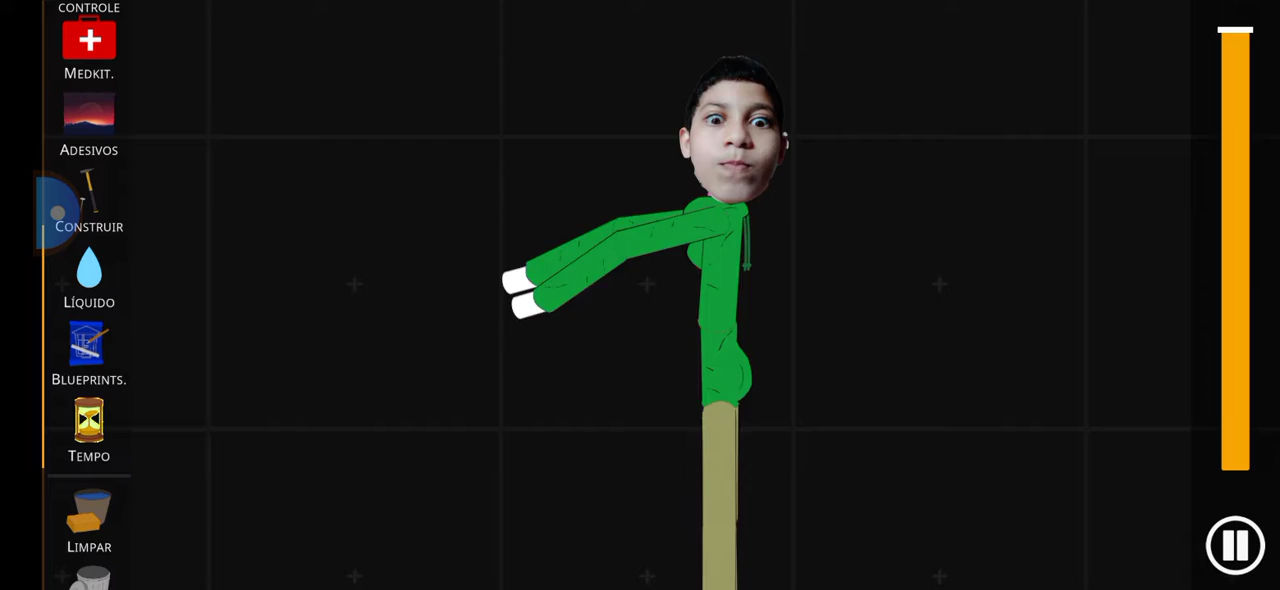 CONTROLE
MEDKIT.
ADESIVOS
CONSTRUIR
LÍQUIDO
BLUEPRINTS.
TEMPO
LIMPAR